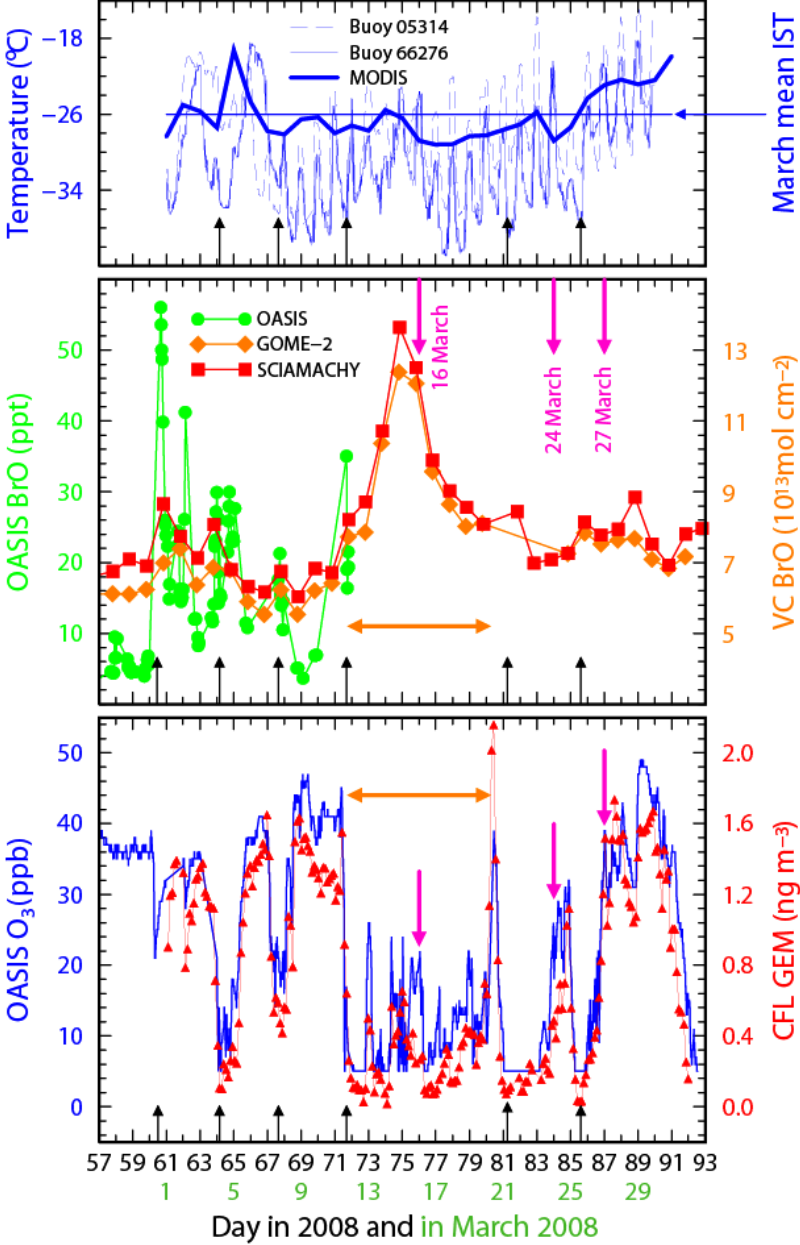 Temperature (°C)
−18
−26
−34
Buoy 05314
Buoy 66276
MODIS
March mean IST
OASIS BrO (ppt)
50
40
30
20
10
OASIS
GOME−2
SCIAMACHY
16 March
24 March
27 March
13
11
9
7
5
VC BrO (10¹³mol cm⁻²)
OASIS O₃(ppb)
50
40
30
20
10
0
2.0
1.6
1.2
0.8
0.4
0.0
CFL GEM (ng m⁻³)
57 59 61 63 65 67 69 71 73 75 77 79 81 83 85 87 89 91 93
1 5 9 13 17 21 25 29
Day in 2008 and in March 2008